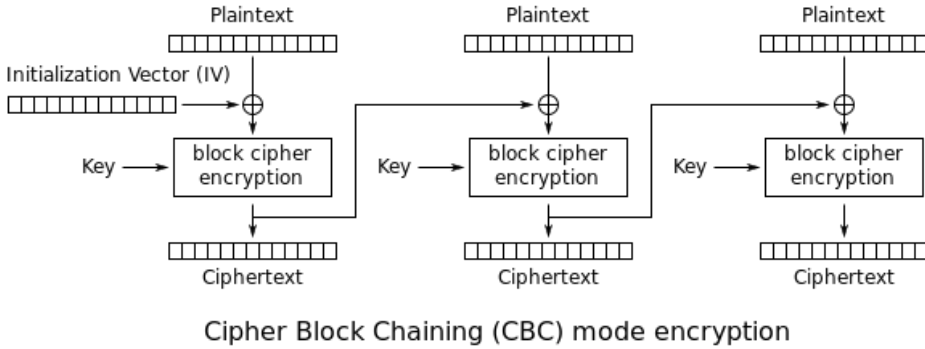 Plaintext
Plaintext
Plaintext
Initialization Vector (IV)
Key
block cipher
encryption
Key
block cipher
encryption
Key
block cipher
encryption
Ciphertext
Ciphertext
Ciphertext
Cipher Block Chaining (CBC) mode encryption